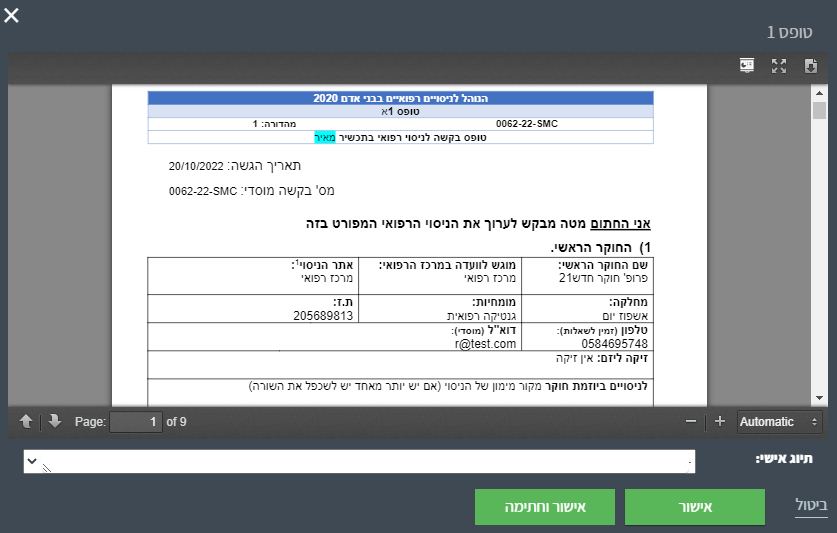 טופס 1
הנוהל לניסויים רפואיים בבני אדם 2020
טופס 1א
0062-22-SMC מהדורה: 1
טופס בקשה לניסוי רפואי בתכשיר מאיר
תאריך הגשה: 20/10/2022
מס' בקשה מוסדי: 0062-22-SMC
אני החתום מטה מבקש לערוך את הניסוי הרפואי המפורט בזה
1) החוקר הראשי.
שם החוקר הראשי: מוגש לוועדה במרכז הרפואי: אתר הניסוי1:
פרופ' חוקר חדש21 מרכז רפואי מרכז רפואי
מחלקה: מומחיות: ת.ז:
אשפוז יום גנטיקה רפואית 205689813
טלפון (זמין לשאלות): דוא"ל (מוסדי):
0584695748 r@test.com
זיקה ליזם: אין זיקה
לניסויים ביוזמת חוקר מקור מימון של הניסוי (אם יש יותר מאחד יש לשכפל את השורה)
Page: 1 of 9 Automatic
תיוג אישי:
ביטול אישור אישור וחתימה